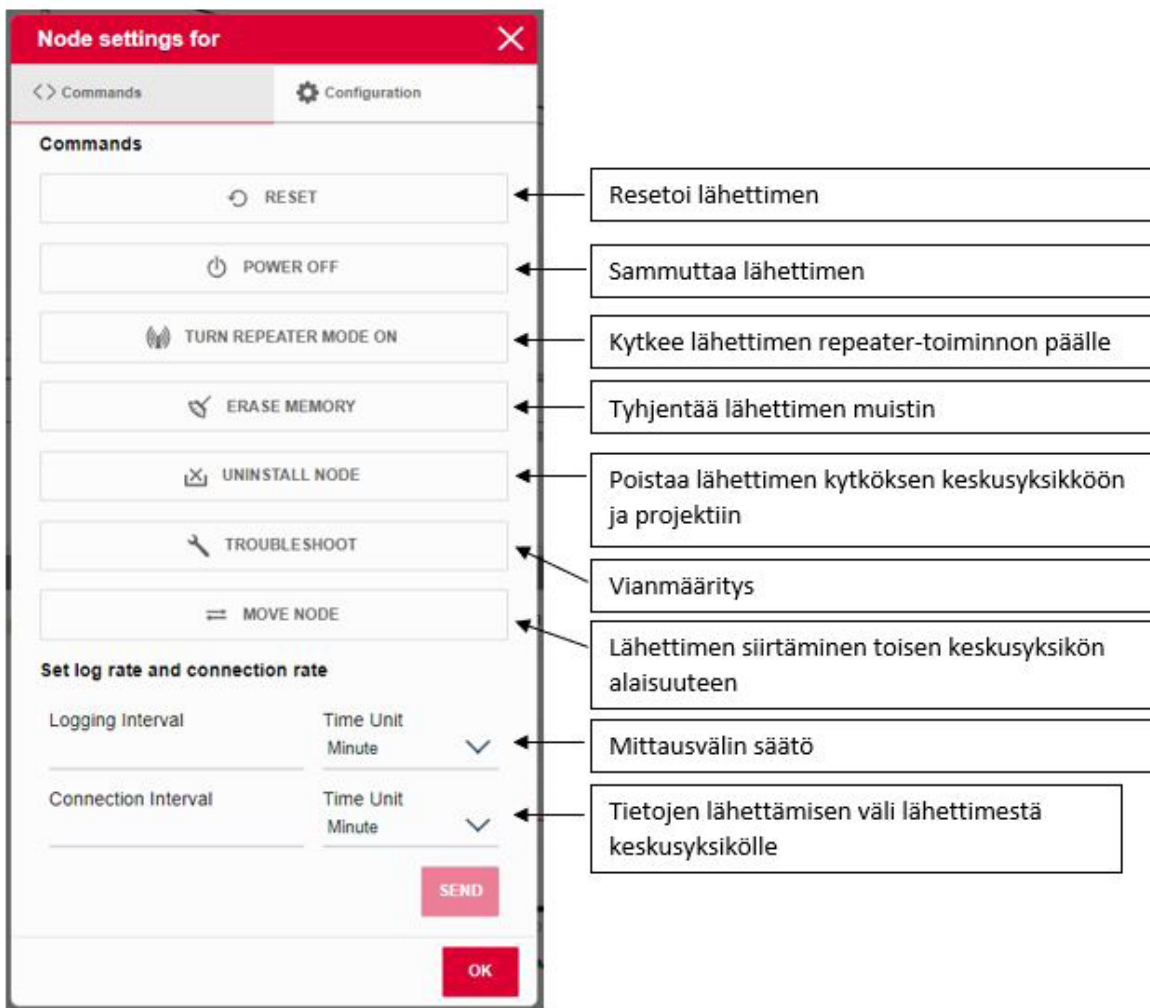 Node settings for
Commands
Configuration
Commands
RESET
Resetoi lähettimen
POWER OFF
Sammuttaa lähettimen
TURN REPEATER MODE ON
Kytkee lähettimen repeater-toiminnon päälle
ERASE MEMORY
Tyhjentää lähettimen muistin
UNINSTALL NODE
Poistaa lähettimen kytköksen keskusyksikköön
ja projektiin
TROUBLESHOOT
Vianmääritys
MOVE NODE
Lähettimen siirtäminen toisen keskusyksikön
alaisuuteen
Set log rate and connection rate
Logging Interval
Time Unit
Minute
Mittausvälin säätö
Connection Interval
Time Unit
Minute
Tietojen lähettämisen väli lähettimestä
keskusyksikölle
SEND
OK